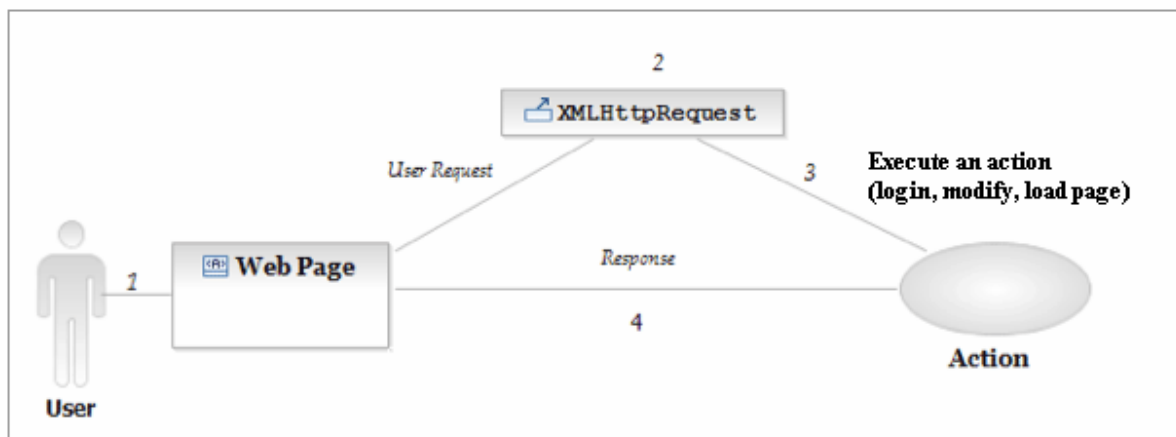 2
XMLHttpRequest
User Request
3
Execute an action
(login, modify, load page)
1
<A> Web Page
Response
4
Action
User